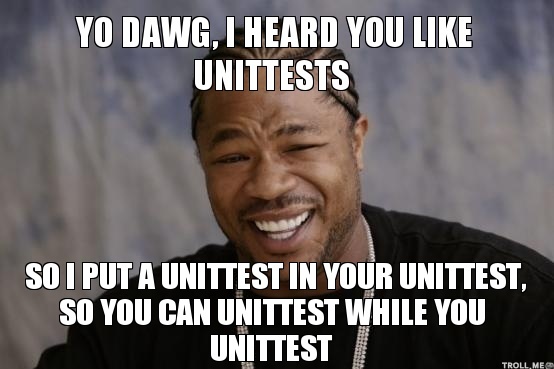 YO DAWG, I HEARD YOU LIKE
UNITTESTS
SO I PUT A UNITTEST IN YOUR UNITTEST,
SO YOU CAN UNITTEST WHILE YOU
UNITTEST
TROLL.ME